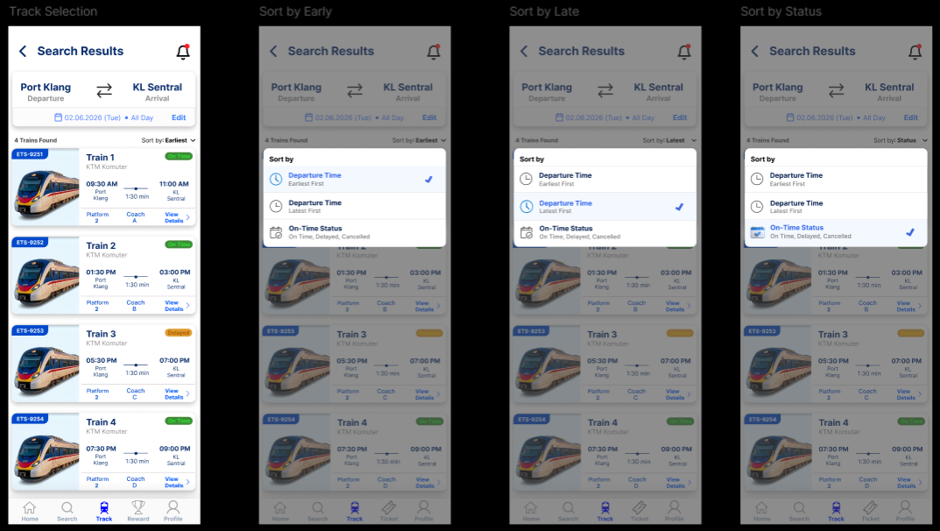 Track Selection
Search Results
Port Klang
Departure
KL Sentral
Arrival
02.06.2026 (Tue) • All Day
Edit
4 Trains Found
Sort by: Earliest
ETS-9251
Train 1
On Time
KTM Komuter
09:30 AM
11:00 AM
Port Klang
1:30 min
KL Sentral
Platform 2
Coach A
View Details
ETS-9252
Train 2
On Time
KTM Komuter
01:30 PM
03:00 PM
Port Klang
1:30 min
KL Sentral
Platform 2
Coach B
View Details
ETS-9253
Train 3
Delayed
KTM Komuter
05:30 PM
07:00 PM
Port Klang
1:30 min
KL Sentral
Platform 2
Coach C
View Details
ETS-9254
Train 4
On Time
KTM Komuter
07:30 PM
09:00 PM
Port Klang
1:30 min
KL Sentral
Platform 2
Coach D
View Details
Home
Search
Track
Reward
Profile
Sort by Early
Search Results
Port Klang
Departure
KL Sentral
Arrival
02.06.2026 (Tue) • All Day
Edit
4 Trains Found
Sort by: Earliest
Sort by
Departure Time
Earliest First
Departure Time
Latest First
On-Time Status
On Time, Delayed, Cancelled
01:30 PM
03:00 PM
Port Klang
1:30 min
KL Sentral
Platform 2
Coach B
View Details
ETS-9253
Train 3
KTM Komuter
05:30 PM
07:00 PM
Port Klang
1:30 min
KL Sentral
Platform 2
Coach C
View Details
ETS-9254
Train 4
KTM Komuter
07:30 PM
09:00 PM
Port Klang
1:30 min
KL Sentral
Platform 2
Coach D
View Details
Home
Search
Track
Ticket
Profile
Sort by Late
Search Results
Port Klang
Departure
KL Sentral
Arrival
02.06.2026 (Tue) • All Day
Edit
4 Trains Found
Sort by: Latest
Sort by
Departure Time
Earliest First
Departure Time
Latest First
On-Time Status
On Time, Delayed, Cancelled
01:30 PM
03:00 PM
Port Klang
1:30 min
KL Sentral
Platform 2
Coach B
View Details
ETS-9253
Train 3
KTM Komuter
05:30 PM
07:00 PM
Port Klang
1:30 min
KL Sentral
Platform 2
Coach C
View Details
ETS-9254
Train 4
KTM Komuter
07:30 PM
09:00 PM
Port Klang
1:30 min
KL Sentral
Platform 2
Coach D
View Details
Home
Search
Track
Ticket
Profile
Sort by Status
Search Results
Port Klang
Departure
KL Sentral
Arrival
02.06.2026 (Tue) • All Day
Edit
4 Trains Found
Sort by: Status
Sort by
Departure Time
Earliest First
Departure Time
Latest First
On-Time Status
On Time, Delayed, Cancelled
01:30 PM
03:00 PM
Port Klang
1:30 min
KL Sentral
Platform 2
Coach B
View Details
ETS-9253
Train 3
KTM Komuter
05:30 PM
07:00 PM
Port Klang
1:30 min
KL Sentral
Platform 2
Coach C
View Details
ETS-9254
Train 4
KTM Komuter
07:30 PM
09:00 PM
Port Klang
1:30 min
KL Sentral
Platform 2
Coach D
View Details
Home
Search
Track
Ticket
Profile